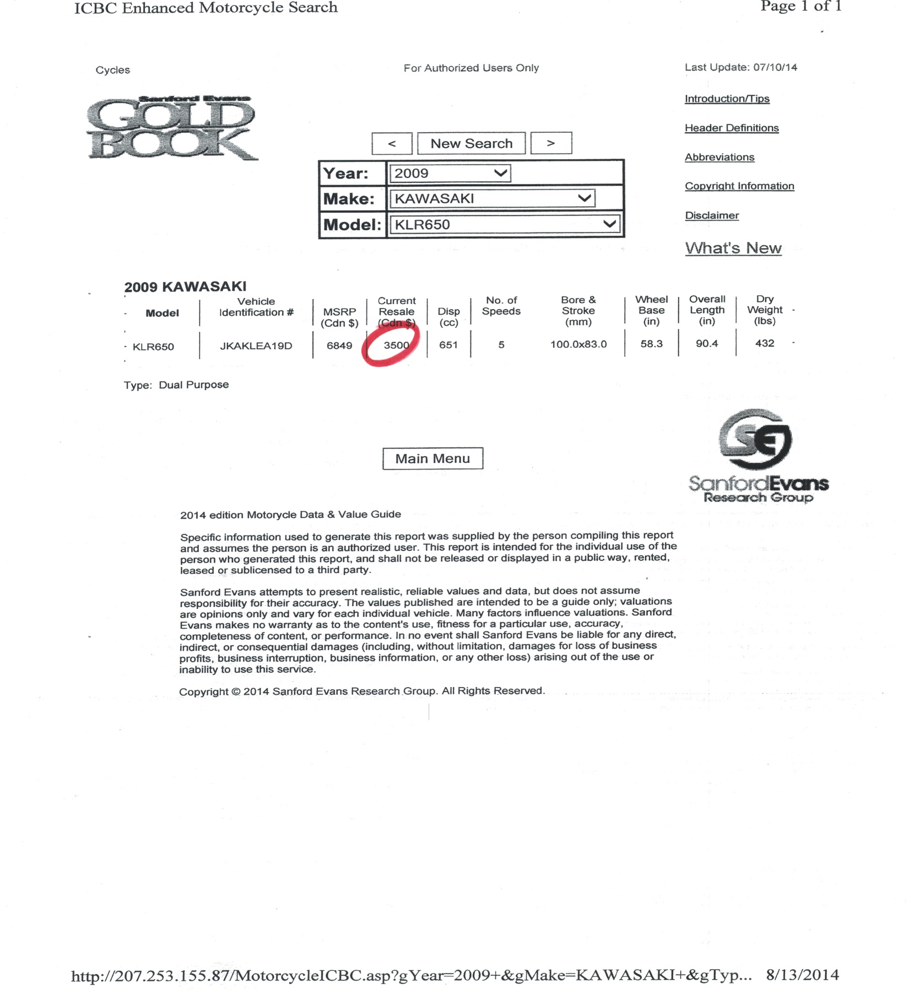 ICBC Enhanced Motorcycle Search
Page 1 of 1
Cycles
For Authorized Users Only
Last Update: 07/10/14
Sanford Evans
GOLD
BOOK
Introduction/Tips
Header Definitions
Abbreviations
Copyright Information
Disclaimer
What's New
< New Search >
Year: 2009
Make: KAWASAKI
Model: KLR650
2009 KAWASAKI
Model | Vehicle Identification # | MSRP (Cdn $) | Current Resale (Cdn $) | Disp (cc) | No. of Speeds | Bore & Stroke (mm) | Wheel Base (in) | Overall Length (in) | Dry Weight (lbs)
KLR650 | JKAKLEA19D | 6849 | 3500 | 651 | 5 | 100.0x83.0 | 58.3 | 90.4 | 432
Type: Dual Purpose
Main Menu
SE
SanfordEvans
Research Group
2014 edition Motorycle Data & Value Guide
Specific information used to generate this report was supplied by the person compiling this report
and assumes the person is an authorized user. This report is intended for the individual use of the
person who generated this report, and shall not be released or displayed in a public way, rented,
leased or sublicensed to a third party.
Sanford Evans attempts to present realistic, reliable values and data, but does not assume
responsibility for their accuracy. The values published are intended to be a guide only; valuations
are opinions only and vary for each individual vehicle. Many factors influence valuations. Sanford
Evans makes no warranty as to the content's use, fitness for a particular use, accuracy,
completeness of content, or performance. In no event shall Sanford Evans be liable for any direct,
indirect, or consequential damages (including, without limitation, damages for loss of business
profits, business interruption, business information, or any other loss) arising out of the use or
inability to use this service.
Copyright © 2014 Sanford Evans Research Group. All Rights Reserved.
http://207.253.155.87/MotorcycleICBC.asp?gYear=2009+&gMake=KAWASAKI+&gTyp... 8/13/2014